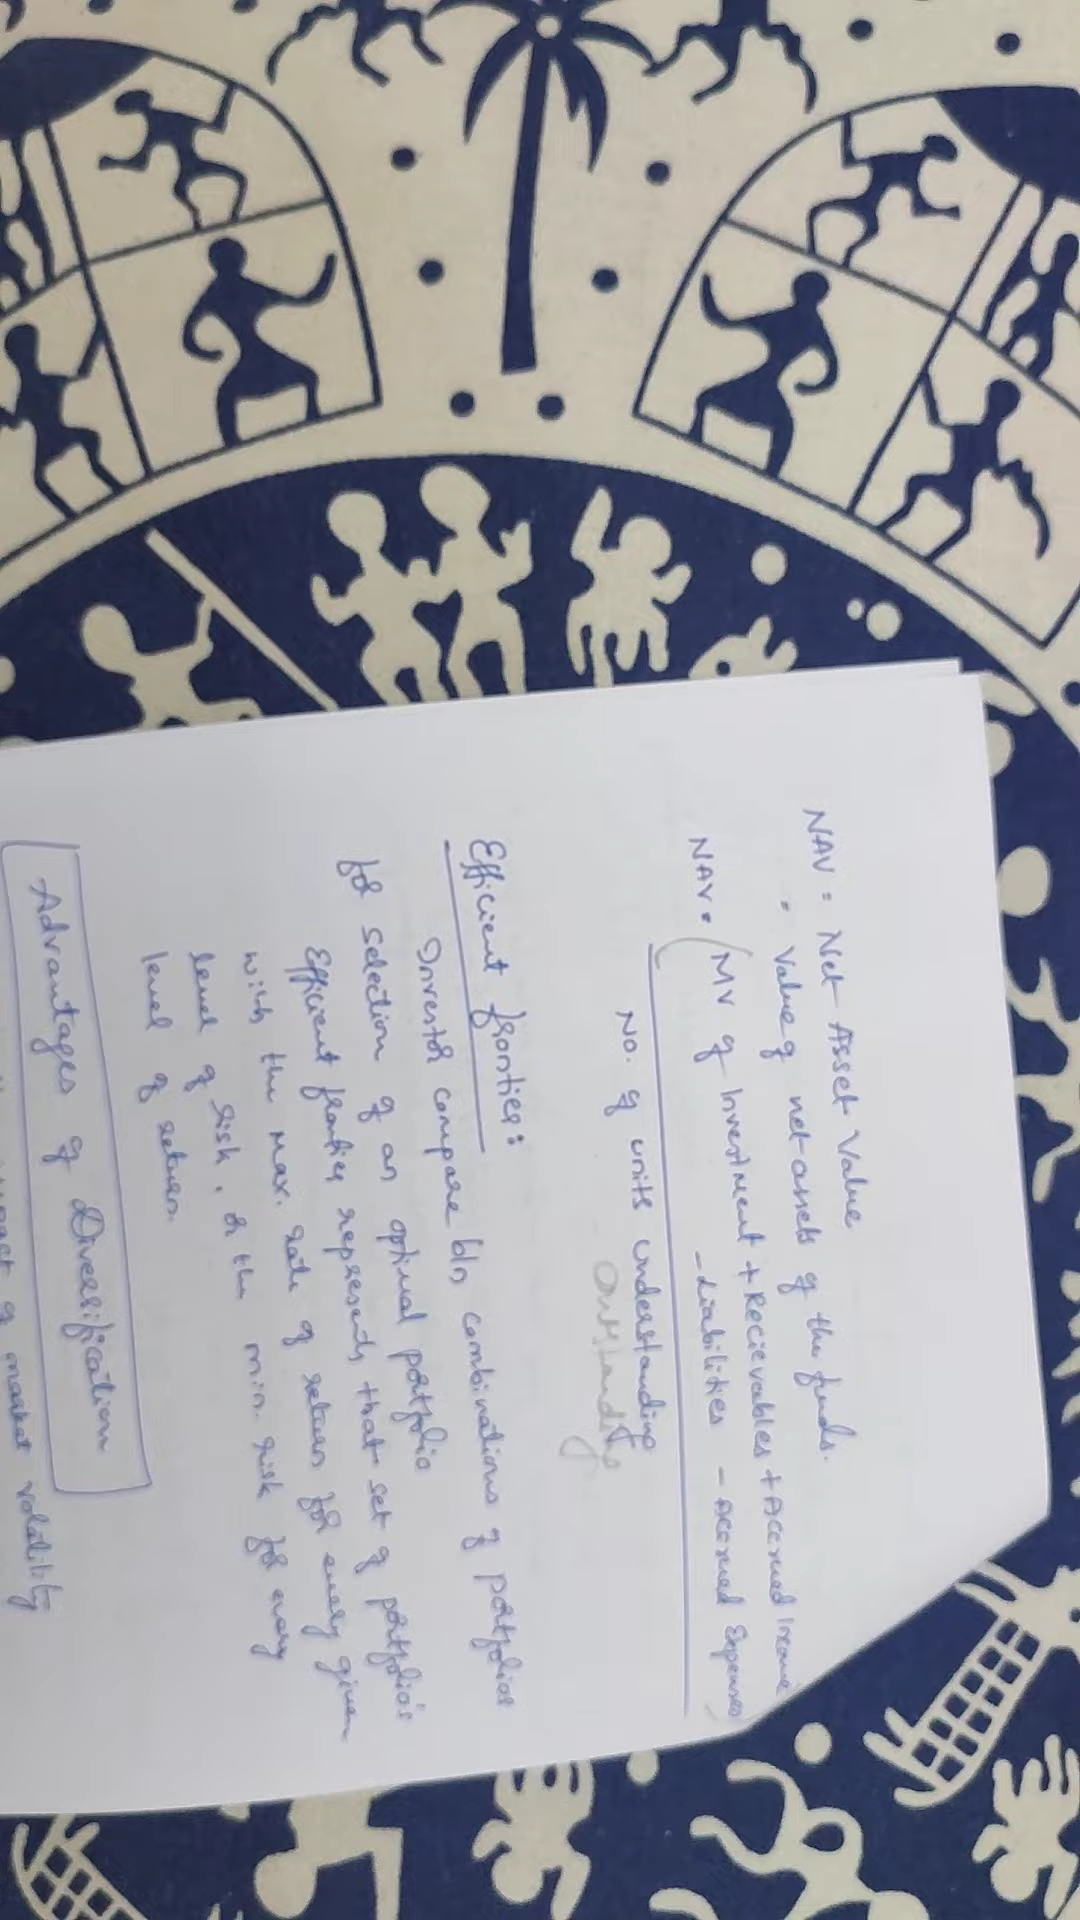 NAV = Net Asset Value
= Value of net assets of the funds.
NAV = (MV of Investment + Recievables + Accrued Income
- Liabilities - Accrued Expenses)
No. of units understanding
Outstanding
Efficient frontier:
Investor compare b/n combinations of portfolios
for selection of an optimal portfolio
Efficient frontier represents that set of portfolio's
with the max. rate of return for every given
level of risk, or the min. risk for every
level of return.
Advantages of Diversification
of market volatility